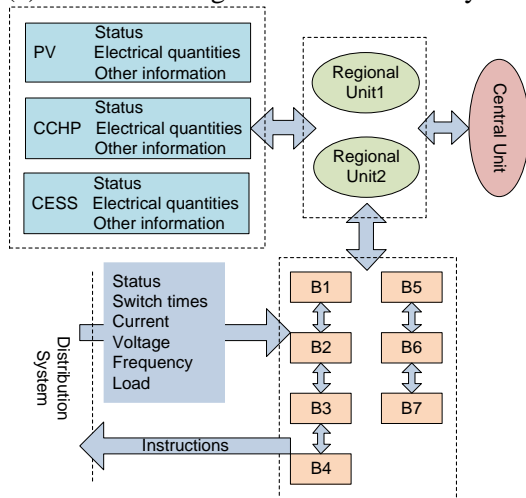 PV
Status
Electrical quantities
Other information
CCHP
Status
Electrical quantities
Other information
CESS
Status
Electrical quantities
Other information
Regional
Unit1
Regional
Unit2
Central
Unit
Distribution
System
Status
Switch times
Current
Voltage
Frequency
Load
Instructions
B1
B2
B3
B4
B5
B6
B7